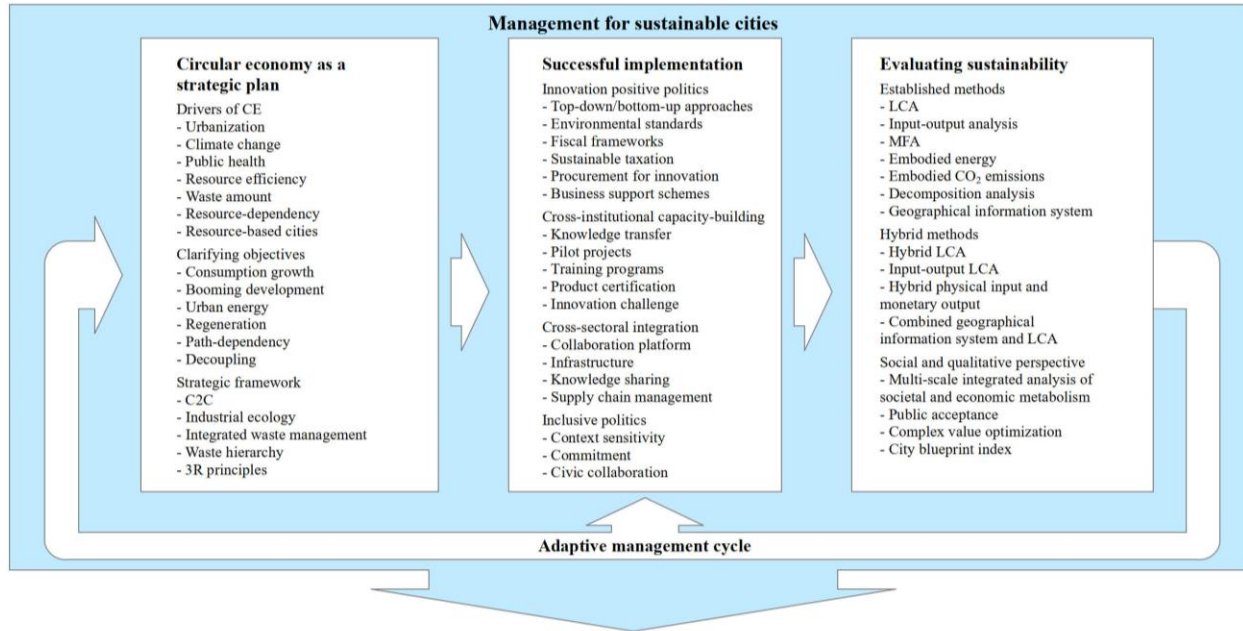 Management for sustainable cities
Circular economy as a
strategic plan
Drivers of CE
- Urbanization
- Climate change
- Public health
- Resource efficiency
- Waste amount
- Resource-dependency
- Resource-based cities
Clarifying objectives
- Consumption growth
- Booming development
- Urban energy
- Regeneration
- Path-dependency
- Decoupling
Strategic framework
- C2C
- Industrial ecology
- Integrated waste management
- Waste hierarchy
- 3R principles
Successful implementation
Innovation positive politics
- Top-down/bottom-up approaches
- Environmental standards
- Fiscal frameworks
- Sustainable taxation
- Procurement for innovation
- Business support schemes
Cross-institutional capacity-building
- Knowledge transfer
- Pilot projects
- Training programs
- Product certification
- Innovation challenge
Cross-sectoral integration
- Collaboration platform
- Infrastructure
- Knowledge sharing
- Supply chain management
Inclusive politics
- Context sensitivity
- Commitment
- Civic collaboration
Evaluating sustainability
Established methods
- LCA
- Input-output analysis
- MFA
- Embodied energy
- Embodied CO₂ emissions
- Decomposition analysis
- Geographical information system
Hybrid methods
- Hybrid LCA
- Input-output LCA
- Hybrid physical input and
monetary output
- Combined geographical
information system and LCA
Social and qualitative perspective
- Multi-scale integrated analysis of
societal and economic metabolism
- Public acceptance
- Complex value optimization
- City blueprint index
Adaptive management cycle